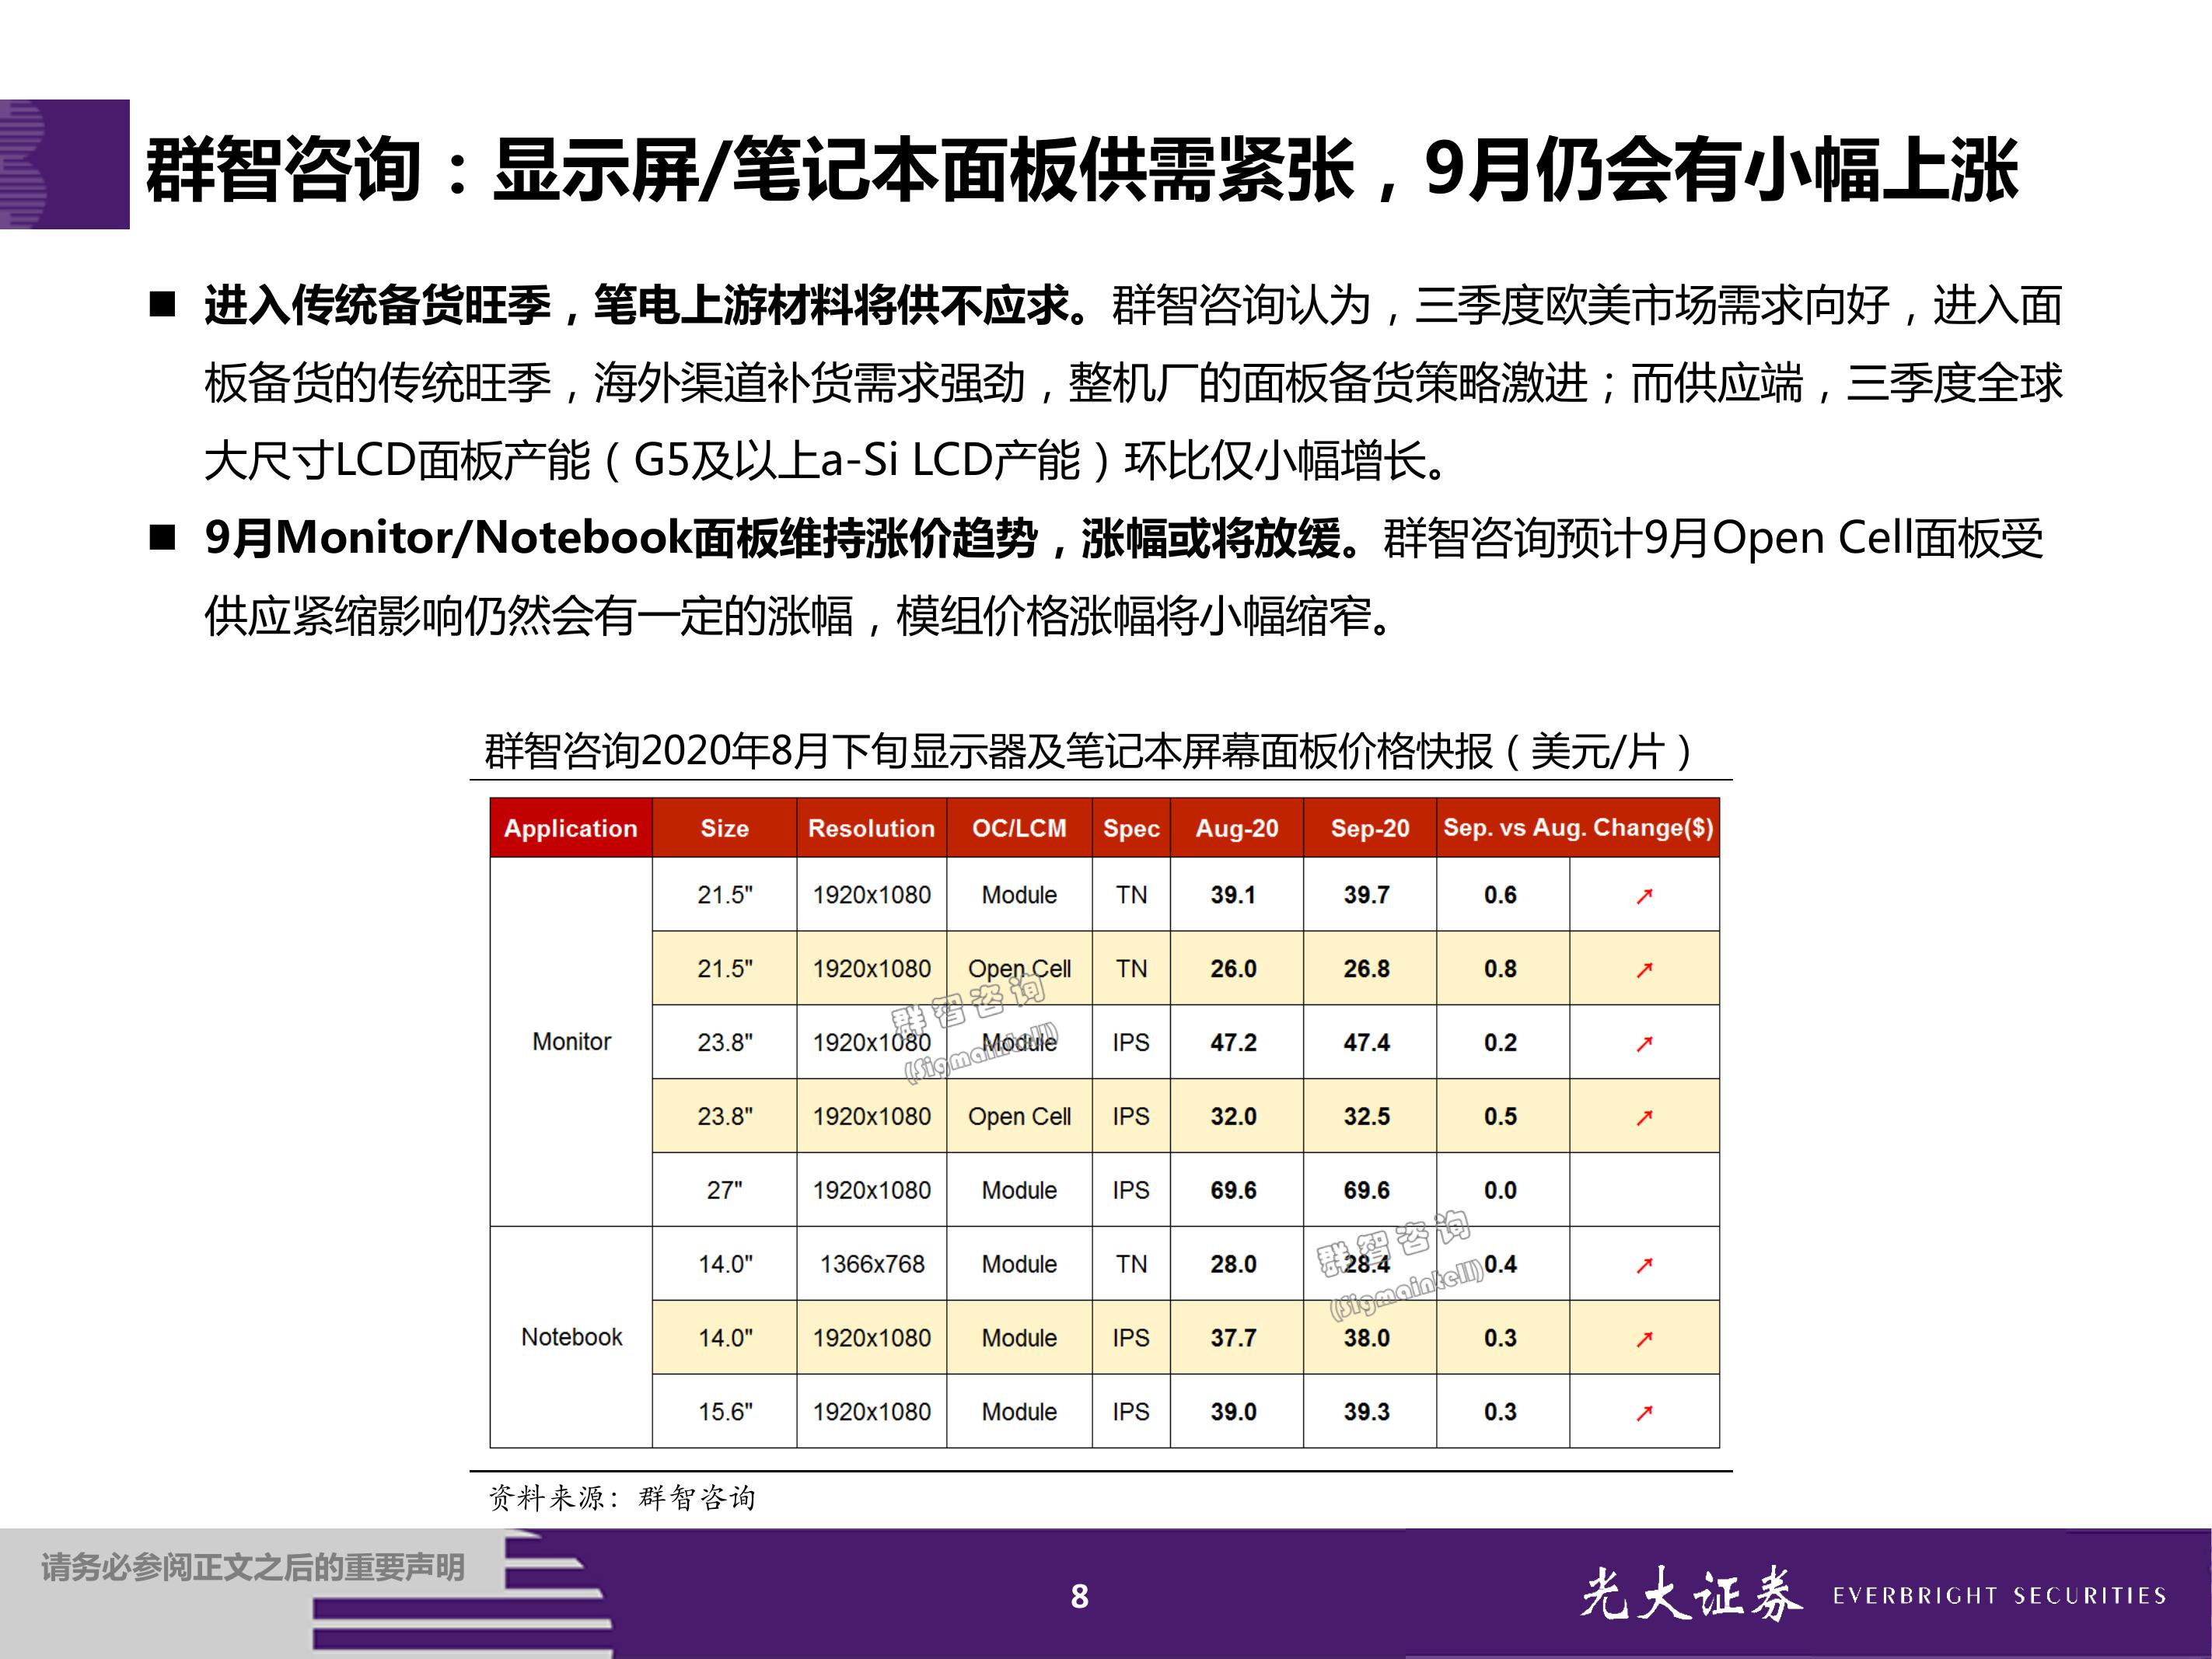 群智咨询：显示屏/笔记本面板供需紧张，9月仍会有小幅上涨
■ 进入传统备货旺季，笔电上游材料将供不应求。群智咨询认为，三季度欧美市场需求向好，进入面
板备货的传统旺季，海外渠道补货需求强劲，整机厂的面板备货策略激进；而供应端，三季度全球
大尺寸LCD面板产能（G5及以上a-Si LCD产能）环比仅小幅增长。
■ 9月Monitor/Notebook面板维持涨价趋势，涨幅或将放缓。群智咨询预计9月Open Cell面板受
供应紧缩影响仍然会有一定的涨幅，模组价格涨幅将小幅缩窄。
群智咨询2020年8月下旬显示器及笔记本屏幕面板价格快报（美元/片）
Application Size Resolution OC/LCM Spec Aug-20 Sep-20 Sep. vs Aug. Change($)
Monitor
21.5" 1920x1080 Module TN 39.1 39.7 0.6 ↗
21.5" 1920x1080 Open Cell TN 26.0 26.8 0.8 ↗
23.8" 1920x1080 Module IPS 47.2 47.4 0.2 ↗
23.8" 1920x1080 Open Cell IPS 32.0 32.5 0.5 ↗
27" 1920x1080 Module IPS 69.6 69.6 0.0
Notebook
14.0" 1366x768 Module TN 28.0 28.4 0.4 ↗
14.0" 1920x1080 Module IPS 37.7 38.0 0.3 ↗
15.6" 1920x1080 Module IPS 39.0 39.3 0.3 ↗
群智咨询
(Sigmaintell)
群智咨询
(Sigmaintell)
资料来源：群智咨询
请务必参阅正文之后的重要声明
8
光大证券 EVERBRIGHT SECURITIES